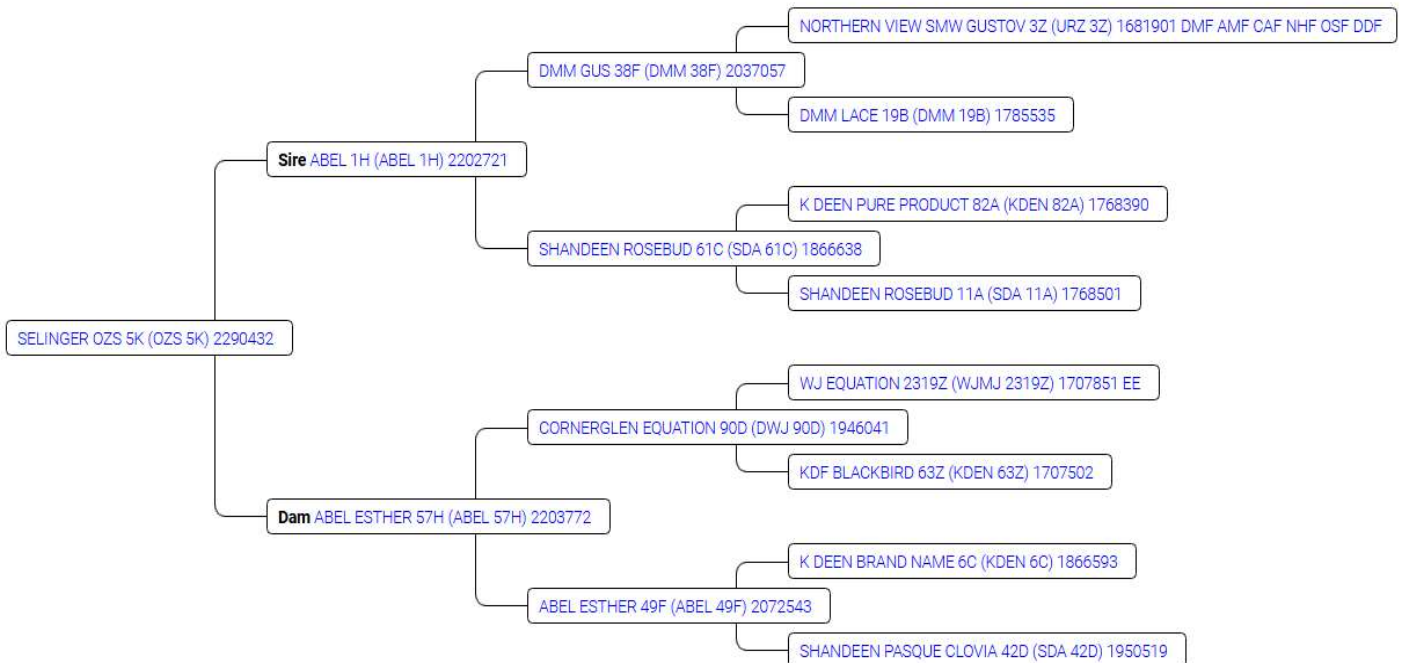 NORTHERN VIEW SMW GUSTOV 3Z (URZ 3Z) 1681901 DMF AMF CAF NHF OSF DDF
DMM GUS 38F (DMM 38F) 2037057
DMM LACE 19B (DMM 19B) 1785535
Sire ABEL 1H (ABEL 1H) 2202721
K DEEN PURE PRODUCT 82A (KDEN 82A) 1768390
SHANDEEN ROSEBUD 61C (SDA 61C) 1866638
SHANDEEN ROSEBUD 11A (SDA 11A) 1768501
SELINGER OZS 5K (OZS 5K) 2290432
WJ EQUATION 2319Z (WJMJ 2319Z) 1707851 EE
CORNERGLEN EQUATION 90D (DWJ 90D) 1946041
KDF BLACKBIRD 63Z (KDEN 63Z) 1707502
Dam ABEL ESTHER 57H (ABEL 57H) 2203772
K DEEN BRAND NAME 6C (KDEN 6C) 1866593
ABEL ESTHER 49F (ABEL 49F) 2072543
SHANDEEN PASQUE CLOVIA 42D (SDA 42D) 1950519